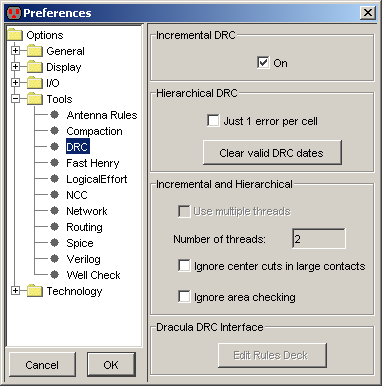 Preferences
Options
General
Display
I/O
Tools
Antenna Rules
Compaction
DRC
Fast Henry
LogicalEffort
NCC
Network
Routing
Spice
Verilog
Well Check
Technology
Cancel
OK
Incremental DRC
On
Hierarchical DRC
Just 1 error per cell
Clear valid DRC dates
Incremental and Hierarchical
Use multiple threads
Number of threads: 2
Ignore center cuts in large contacts
Ignore area checking
Dracula DRC Interface
Edit Rules Deck